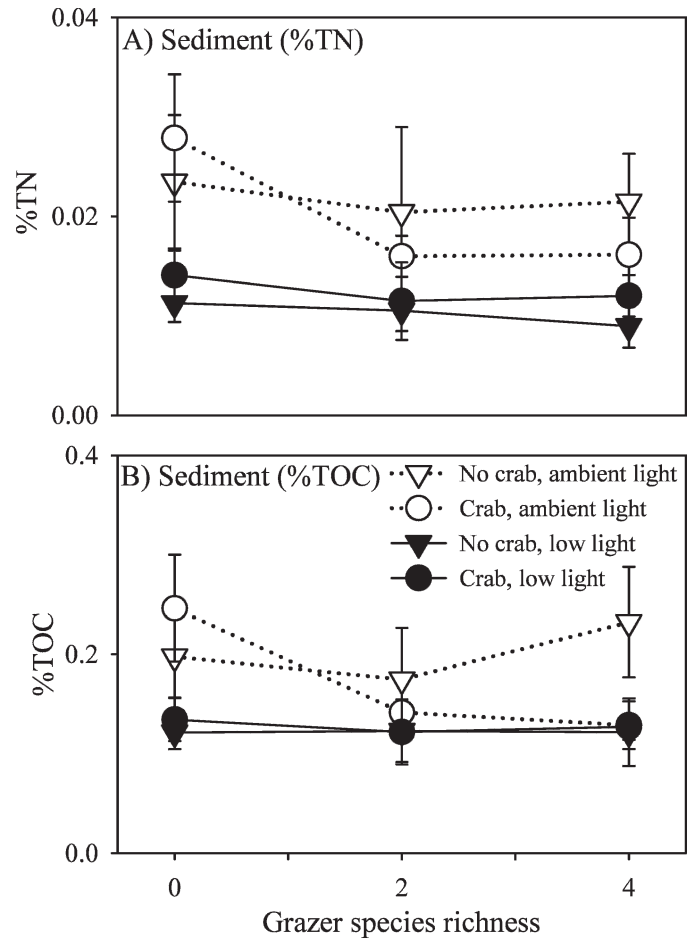 0.04
A) Sediment (%TN)
%TN
0.02
0.00
0.4
B) Sediment (%TOC)
No crab, ambient light
Crab, ambient light
No crab, low light
Crab, low light
%TOC
0.2
0.0
0 2 4
Grazer species richness